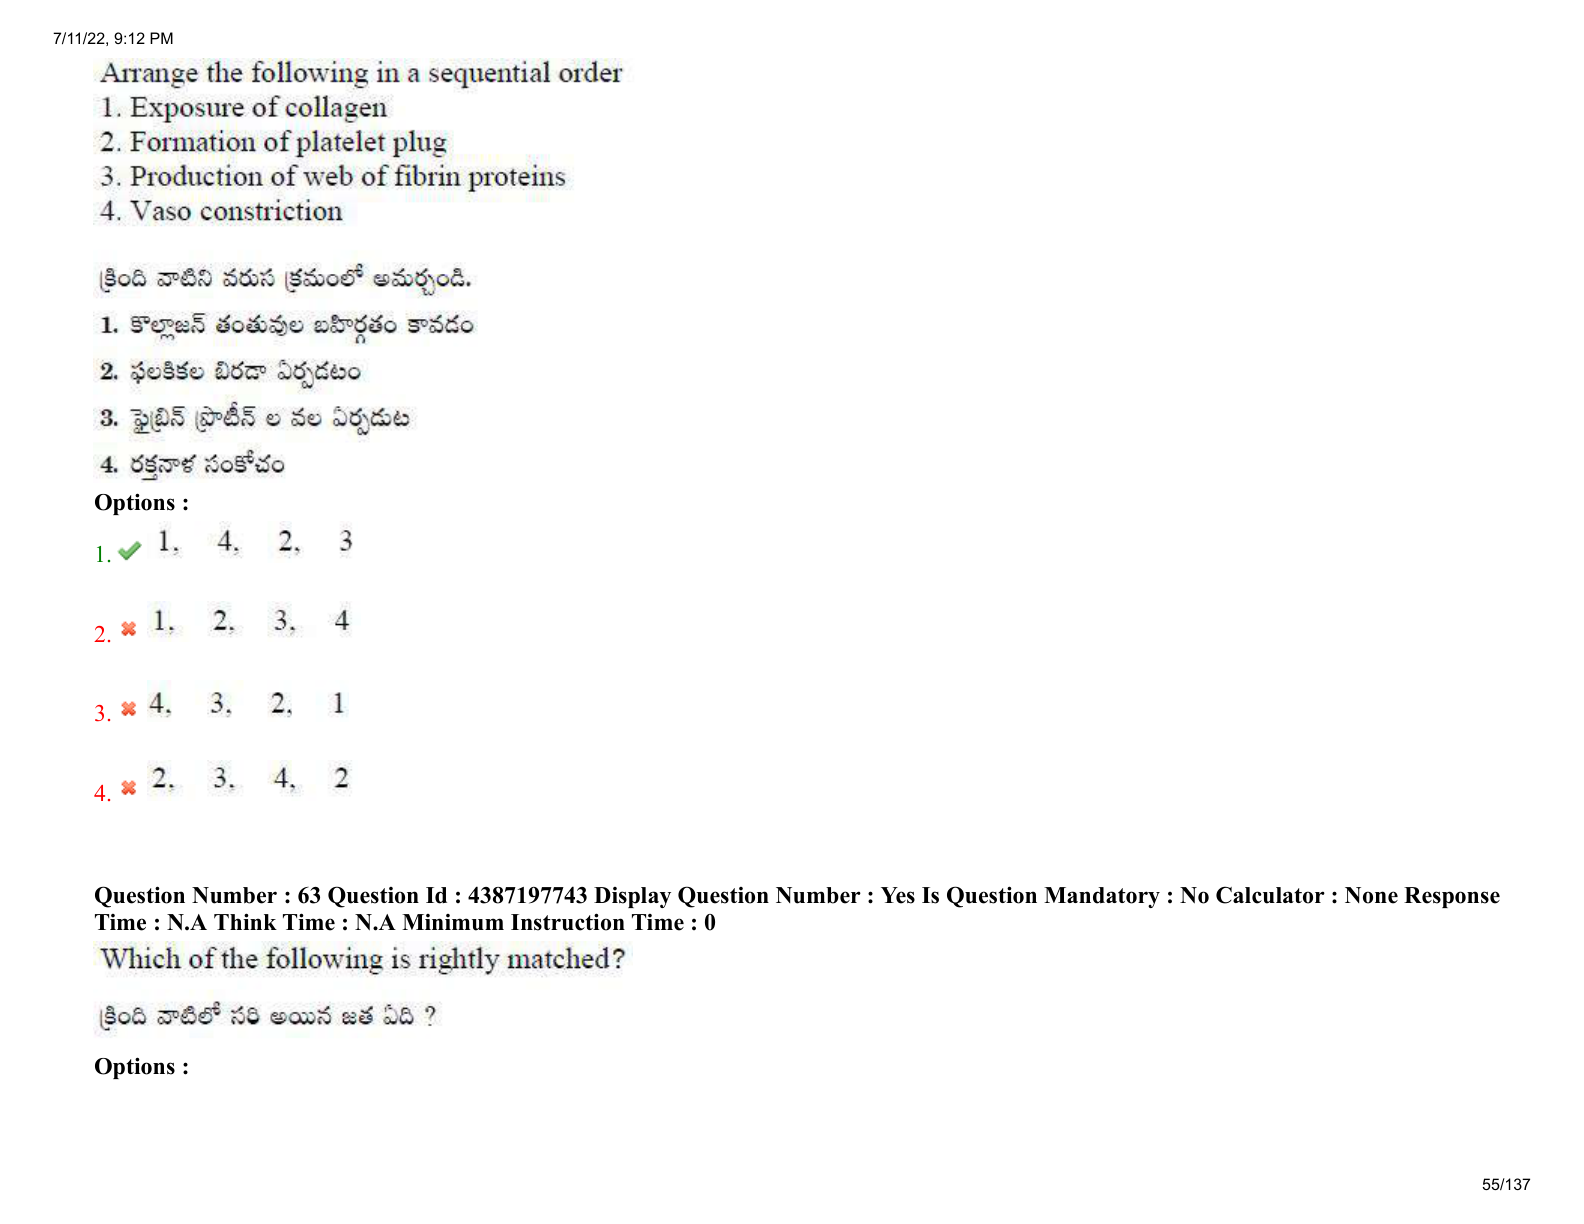 7/11/22, 9:12 PM
Arrange the following in a sequential order
1. Exposure of collagen
2. Formation of platelet plug
3. Production of web of fibrin proteins
4. Vaso constriction
క్రింది వాటిని వరుస క్రమంలో అమర్చండి.
1. కొల్లాజన్ తంతువుల బహిర్గతం కావడం
2. ఫలకికల బిరడా ఏర్పడటం
3. ఫైబ్రిన్ ప్రొటీన్ ల వల ఏర్పడుట
4. రక్తనాళ సంకోచం
Options :
1. 1, 4, 2, 3
2. 1, 2, 3, 4
3. 4, 3, 2, 1
4. 2, 3, 4, 2
Question Number : 63 Question Id : 4387197743 Display Question Number : Yes Is Question Mandatory : No Calculator : None Response
Time : N.A Think Time : N.A Minimum Instruction Time : 0
Which of the following is rightly matched?
క్రింది వాటిలో సరి అయిన జత ఏది ?
Options :
55/137